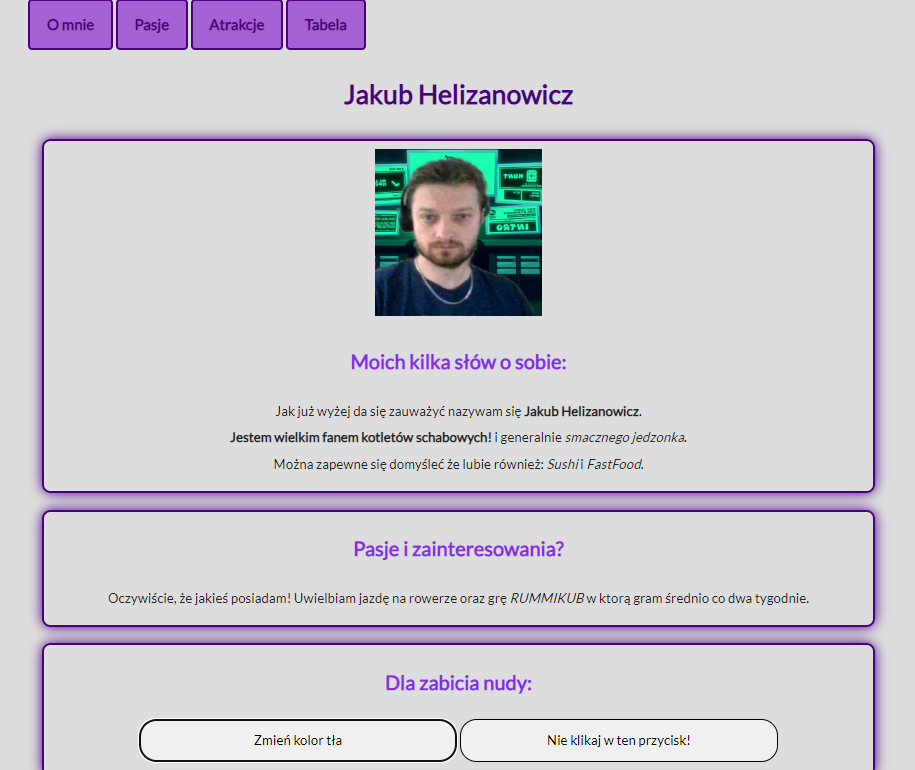 O mnie Pasje Atrakcje Tabela
Jakub Helizanowicz
Moich kilka słów o sobie:
Jak już wyżej da się zauważyć nazywam się Jakub Helizanowicz.
Jestem wielkim fanem kotletów schabowych! i generalnie smacznego jedzonka.
Można zapewne się domyśleć że lubie również: Sushi i FastFood.
Pasje i zainteresowania?
Oczywiście, że jakieś posiadam! Uwielbiam jazdę na rowerze oraz grę RUMMIKUB w ktorą gram średnio co dwa tygodnie.
Dla zabicia nudy:
Zmień kolor tła Nie klikaj w ten przycisk!